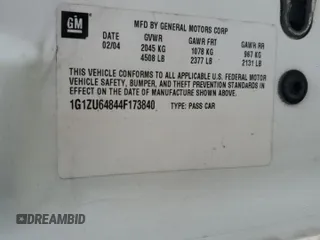 GM
MFD BY GENERAL MOTORS CORP
DATE GVWR GAWR FRT GAWR RR
02/04 2045 KG 1078 KG 967 KG
4508 LB 2377 LB 2131 LB
THIS VEHICLE CONFORMS TO ALL APPLICABLE U.S. FEDERAL MOTOR
VEHICLE SAFETY, BUMPER, AND THEFT PREVENTION STANDARDS IN
EFFECT ON THE DATE OF MANUFACTURE SHOWN ABOVE.
1G1ZU64844F173840 TYPE: PASS CAR
DREAMBID